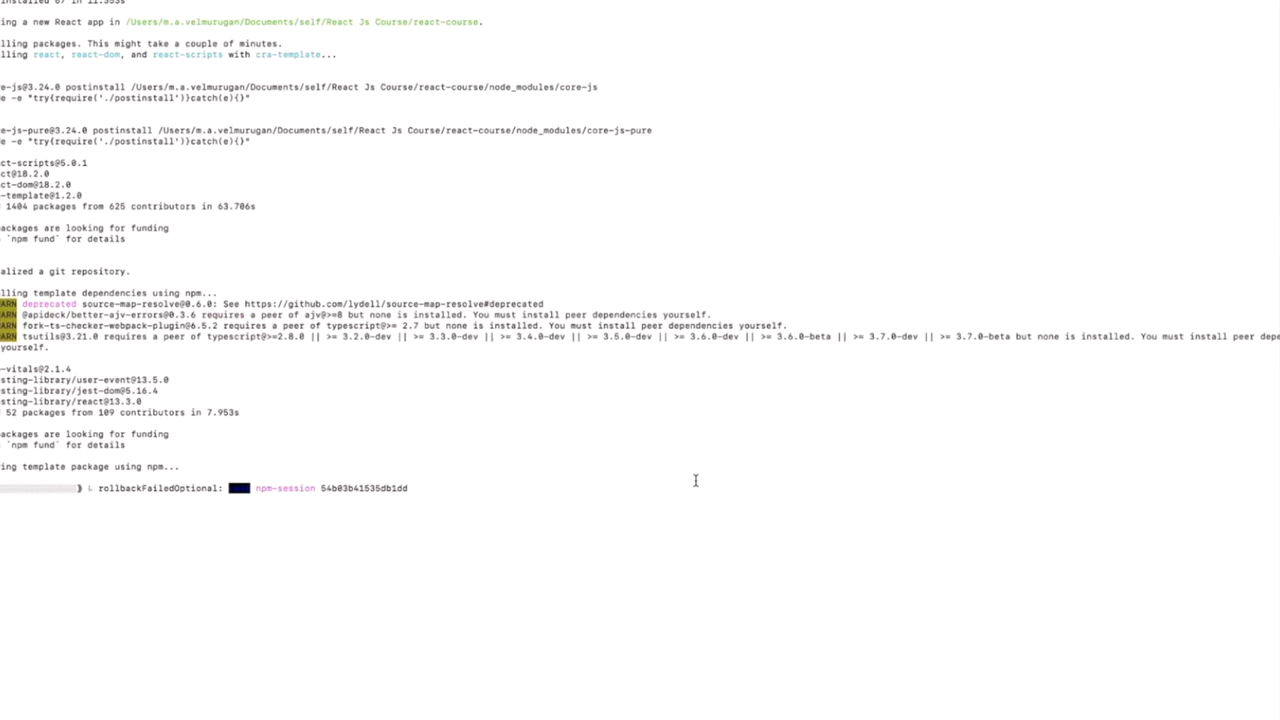 nstalled 67 in 11.353s
ing a new React app in /Users/m.a.velmurugan/Documents/self/React Js Course/react-course.
lling packages. This might take a couple of minutes.
lling react, react-dom, and react-scripts with cra-template...
e-js@3.24.0 postinstall /Users/m.a.velmurugan/Documents/self/React Js Course/react-course/node_modules/core-js
e -e "try{require('./postinstall')}catch(e){}"
e-js-pure@3.24.0 postinstall /Users/m.a.velmurugan/Documents/self/React Js Course/react-course/node_modules/core-js-pure
e -e "try{require('./postinstall')}catch(e){}"
ct-scripts@5.0.1
ct@18.2.0
ct-dom@18.2.0
-template@1.2.0
1404 packages from 625 contributors in 63.706s
ackages are looking for funding
`npm fund` for details
alized a git repository.
lling template dependencies using npm...
ARN deprecated source-map-resolve@0.6.0: See https://github.com/lydell/source-map-resolve#deprecated
ARN @apideck/better-ajv-errors@0.3.6 requires a peer of ajv@>=8 but none is installed. You must install peer dependencies yourself.
ARN fork-ts-checker-webpack-plugin@6.5.2 requires a peer of typescript@>= 2.7 but none is installed. You must install peer dependencies yourself.
ARN tsutils@3.21.0 requires a peer of typescript@>=2.8.0 || >= 3.2.0-dev || >= 3.3.0-dev || >= 3.4.0-dev || >= 3.5.0-dev || >= 3.6.0-dev || >= 3.6.0-beta || >= 3.7.0-dev || >= 3.7.0-beta but none is installed. You must install peer depe
yourself.
-vitals@2.1.4
esting-library/user-event@13.5.0
esting-library/jest-dom@5.16.4
esting-library/react@13.3.0
52 packages from 109 contributors in 7.953s
ackages are looking for funding
`npm fund` for details
ing template package using npm...
) ⸤ rollbackFailedOptional: npm-session 54b03b41535db1dd